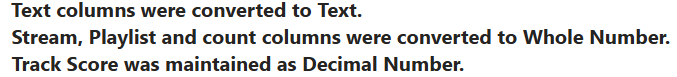 Text columns were converted to Text.
Stream, Playlist and count columns were converted to Whole Number.
Track Score was maintained as Decimal Number.